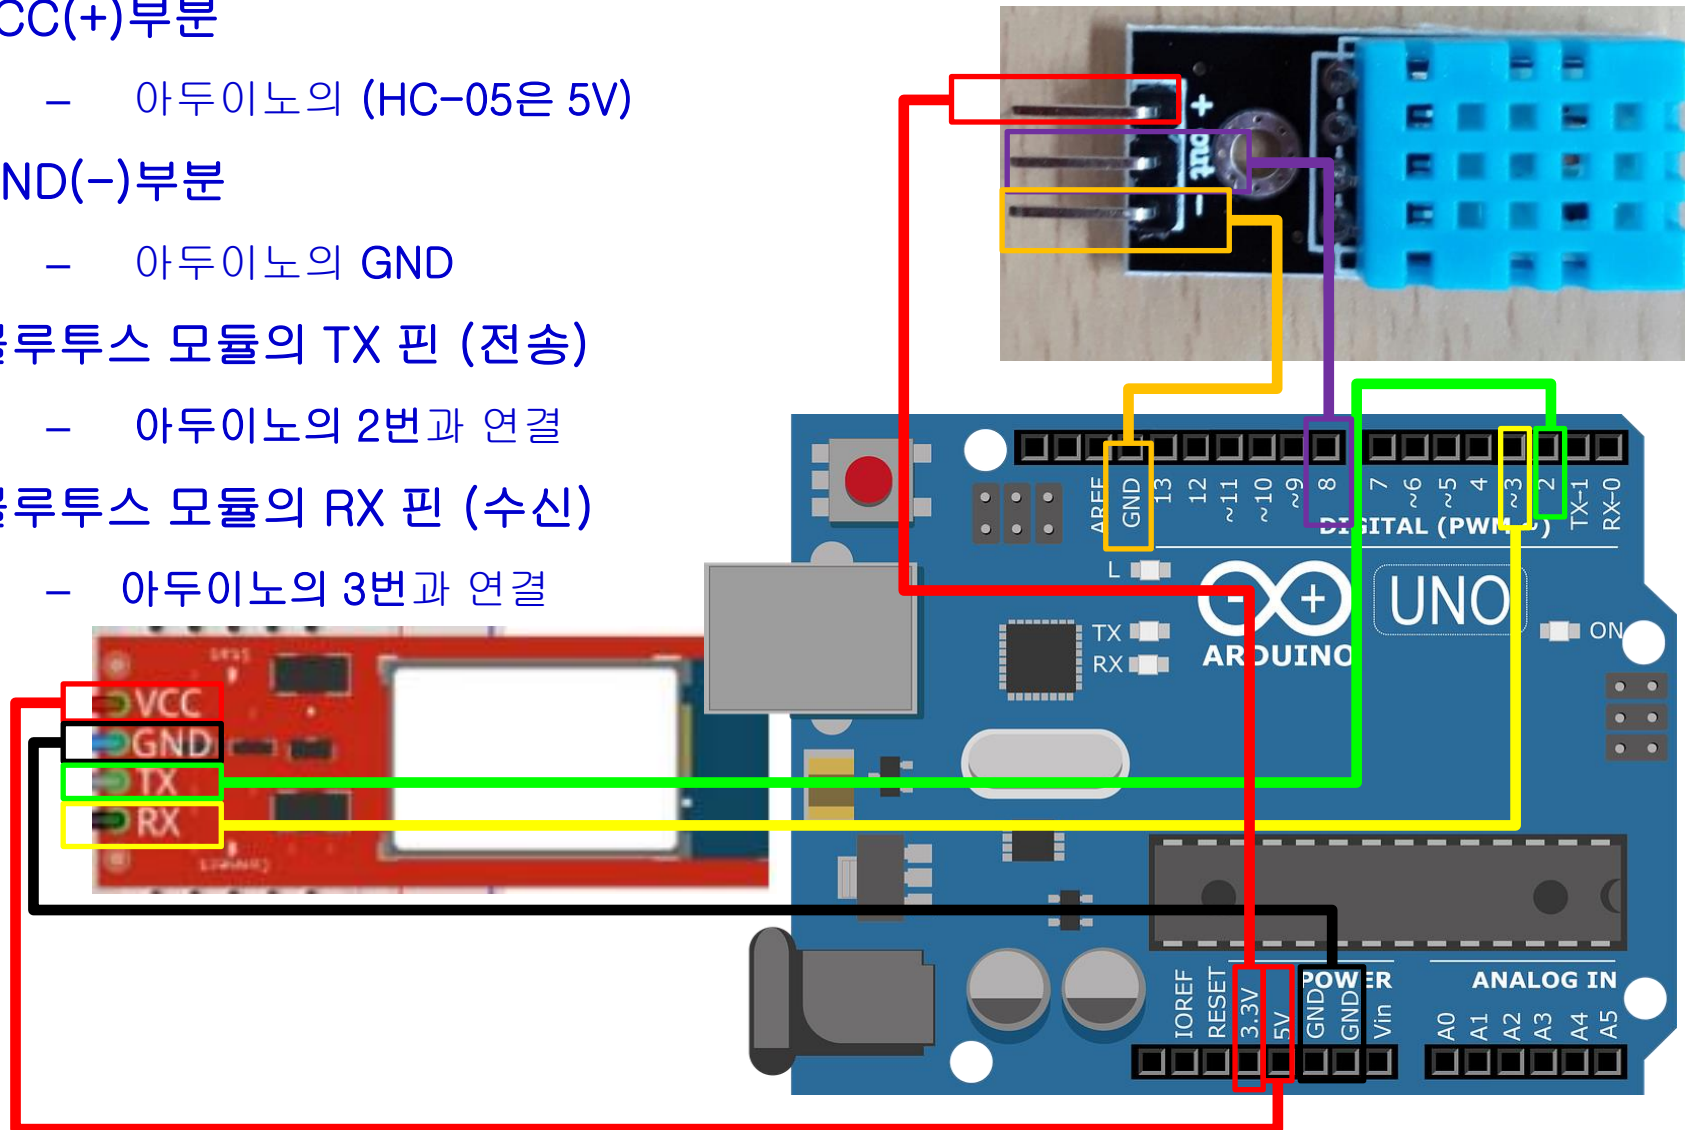 CC(+)부분
– 아두이노의 (HC-05은 5V)
ND(-)부분
– 아두이노의 GND
루투스 모듈의 TX 핀 (전송)
– 아두이노의 2번과 연결
루투스 모듈의 RX 핀 (수신)
– 아두이노의 3번과 연결
+ out -
AREF GND 13 12 ~11 ~10 ~9 8 7 ~6 ~5 4 ~3 2 TX-1 RX-0
DIGITAL (PWM ~)
L
TX
RX
ARDUINO
UNO
ON
VCC
GND
TX
RX
POWER
ANALOG IN
IOREF RESET 3.3V 5V GND GND Vin A0 A1 A2 A3 A4 A5